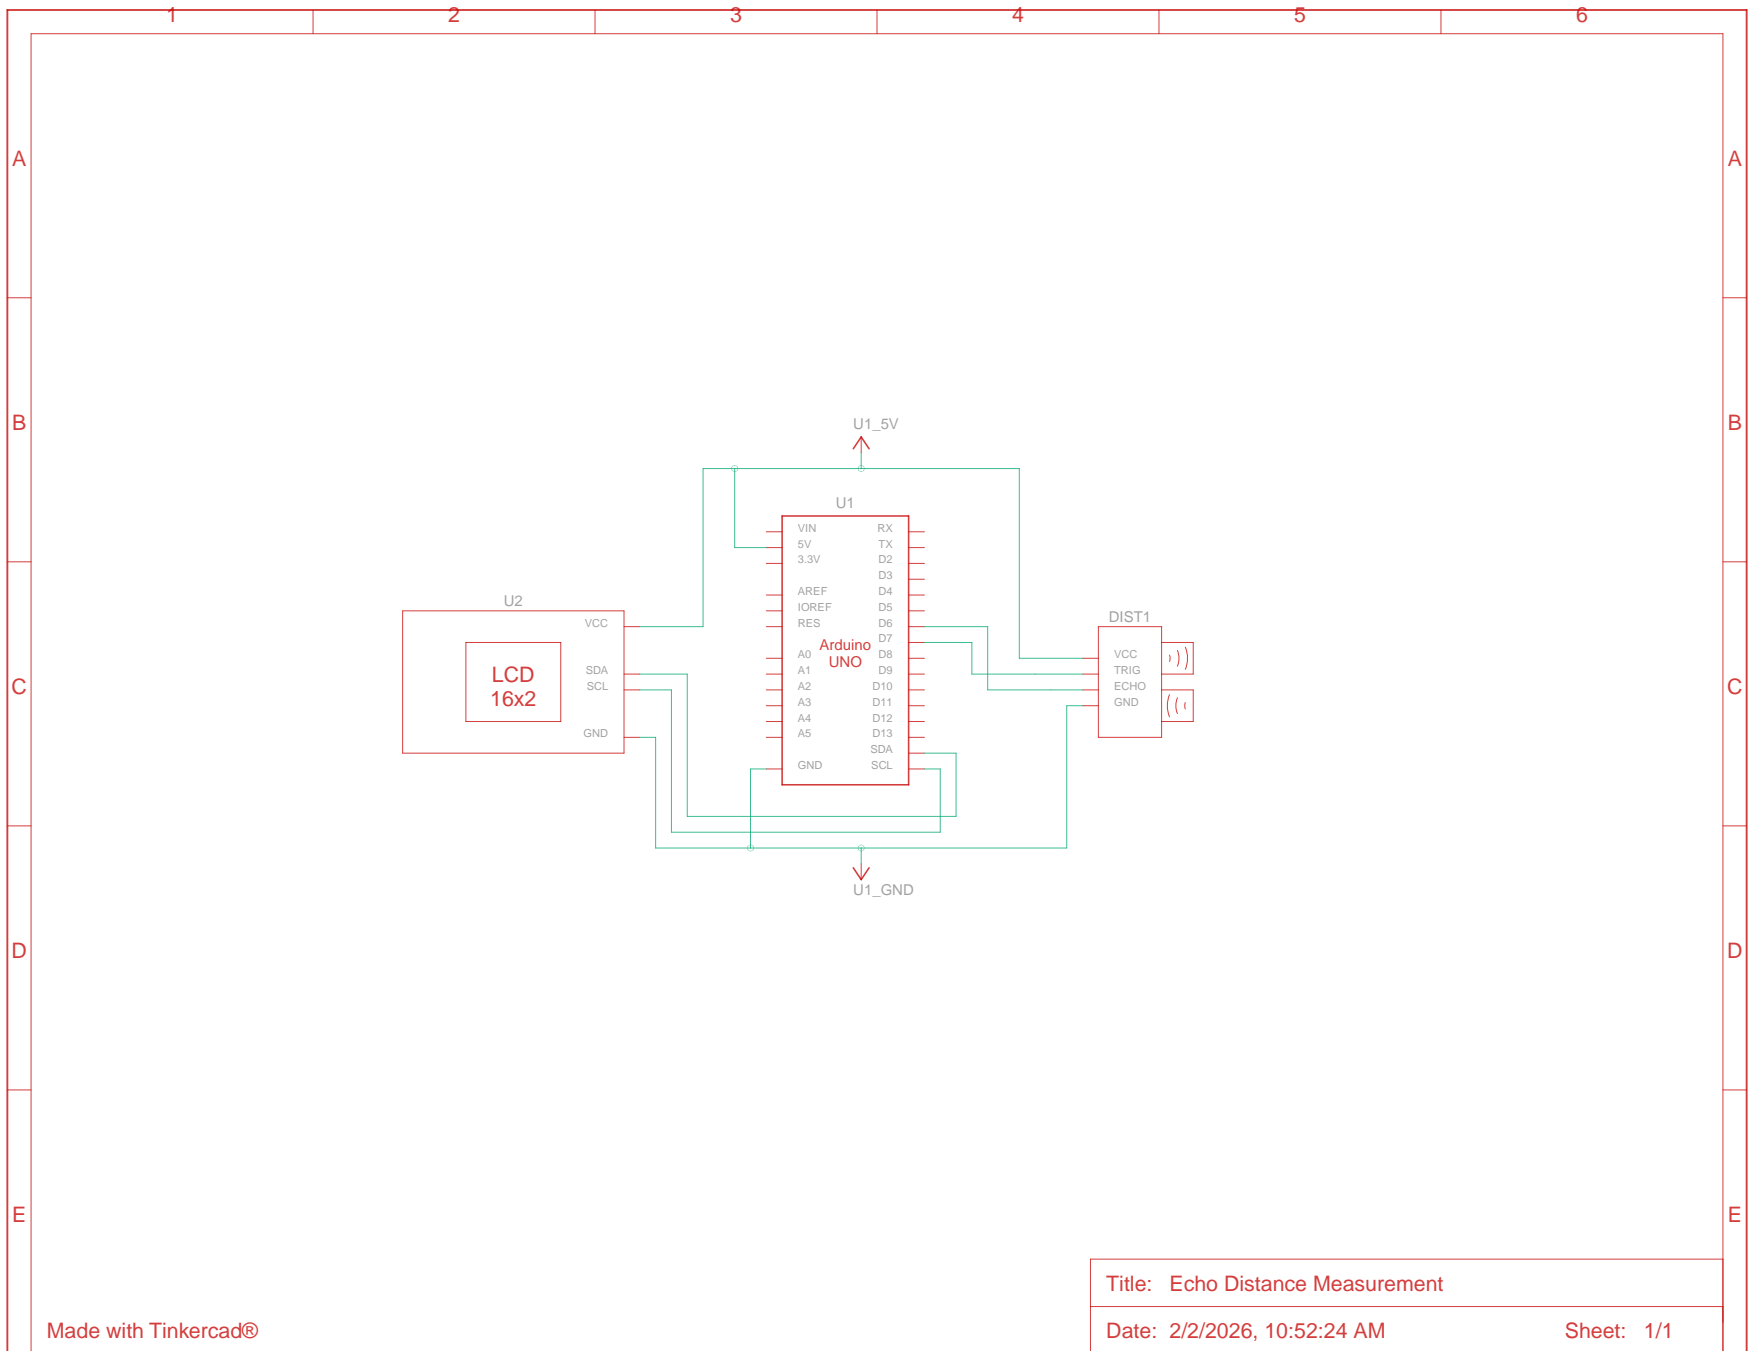 1 2 3 4 5 6
A A
B B
U1_5V
U1
VIN RX
5V TX
3.3V D2
D3
AREF D4
IOREF D5
RES D6
D7
A0 D8
A1 D9
A2 D10
A3 D11
A4 D12
A5 D13
SDA
GND SCL
Arduino
UNO
U2
VCC
SDA
SCL
GND
LCD
16x2
DIST1
VCC
TRIG
ECHO
GND
C C
U1_GND
D D
E E
Title: Echo Distance Measurement
Made with Tinkercad®
Date: 2/2/2026, 10:52:24 AM Sheet: 1/1